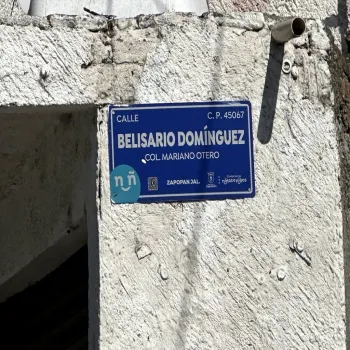 CALLE C. P. 45067
BELISARIO DOMÍNGUEZ
COL. MARIANO OTERO
n ñ ZAPOPAN JAL.